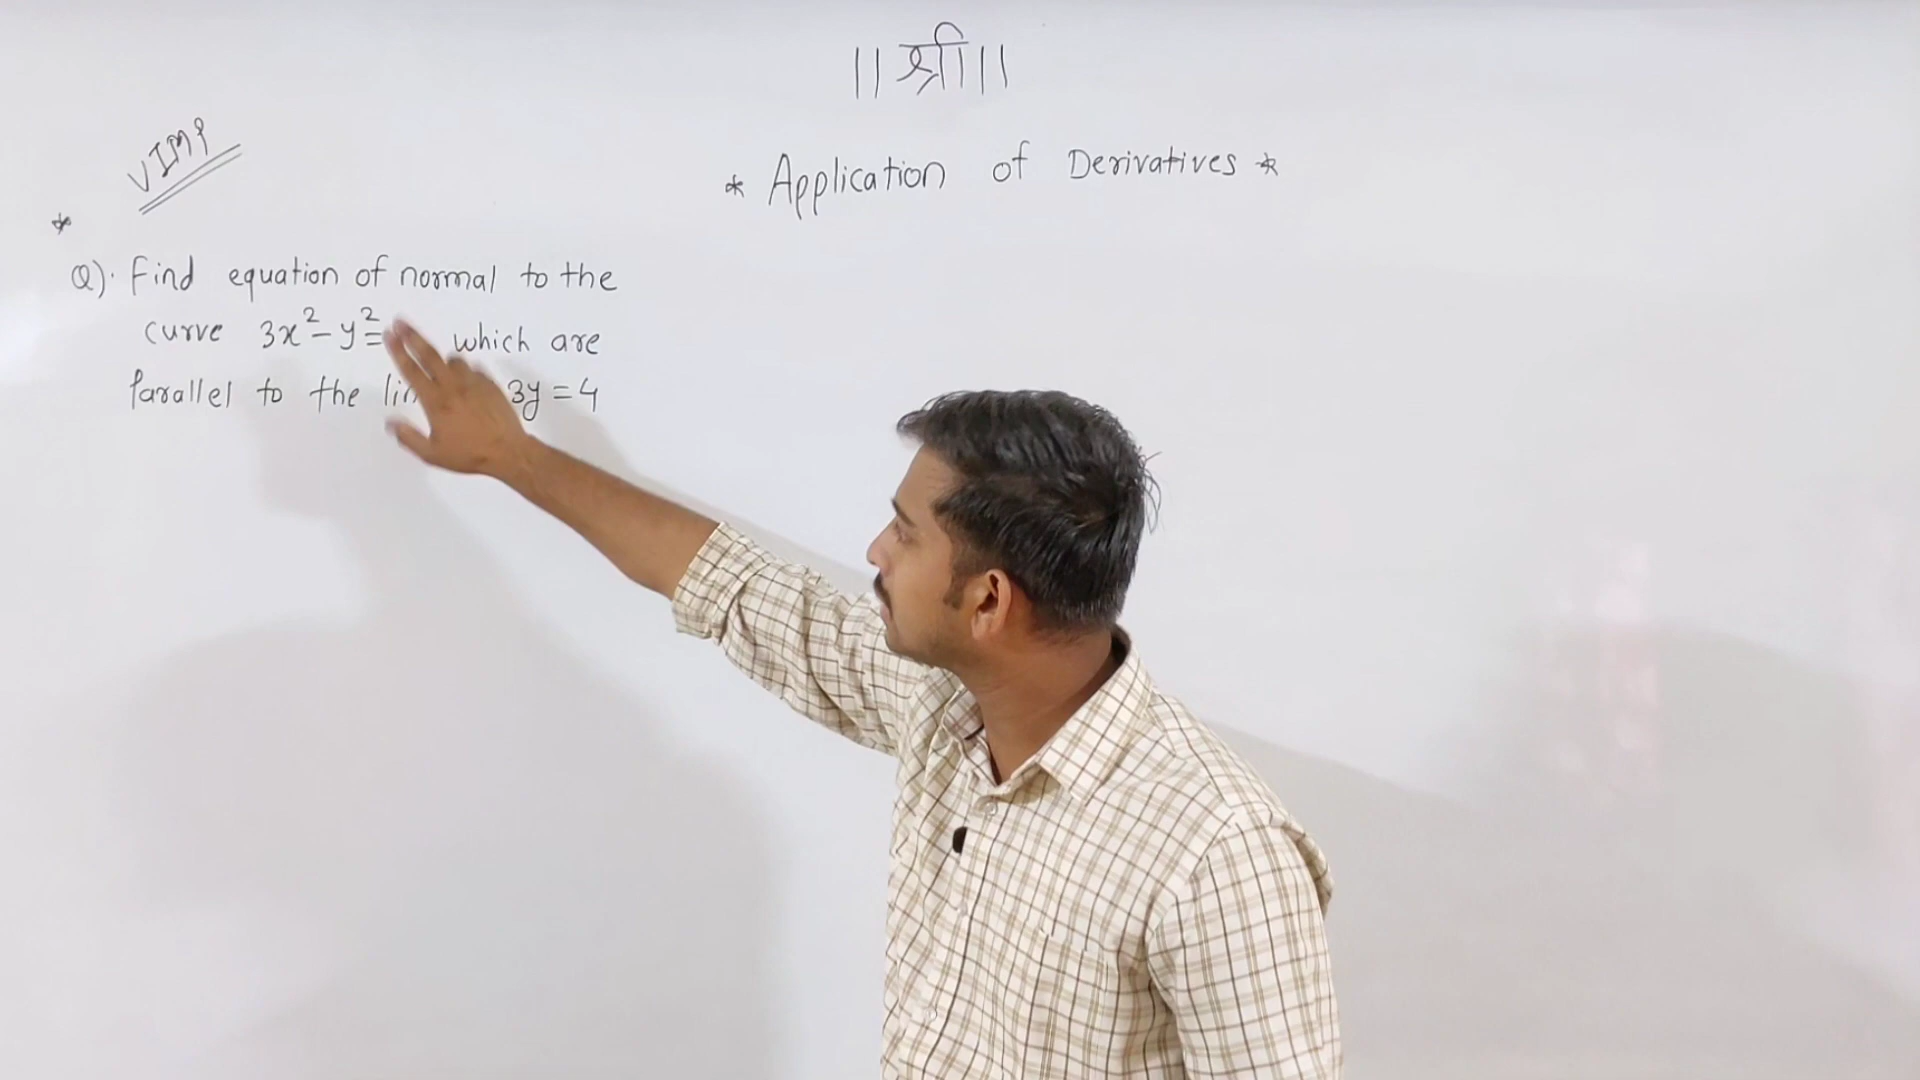 ||श्री||
VIMP
* Application of Derivatives *
*
Q). Find equation of normal to the
curve 3x²-y²= which are
Parallel to the 3y = 4